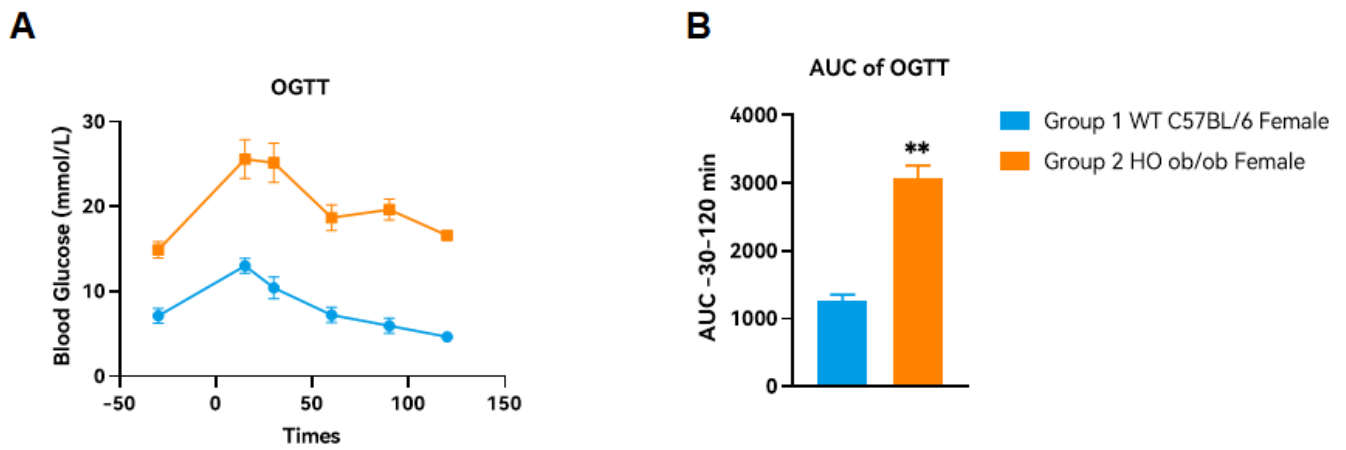 A
OGTT
Blood Glucose (mmol/L)
30
20
10
0
-50
0
50
100
150
Times
B
AUC of OGTT
AUC -30-120 min
4000
3000
2000
1000
0
**
Group 1 WT C57BL/6 Female
Group 2 HO ob/ob Female